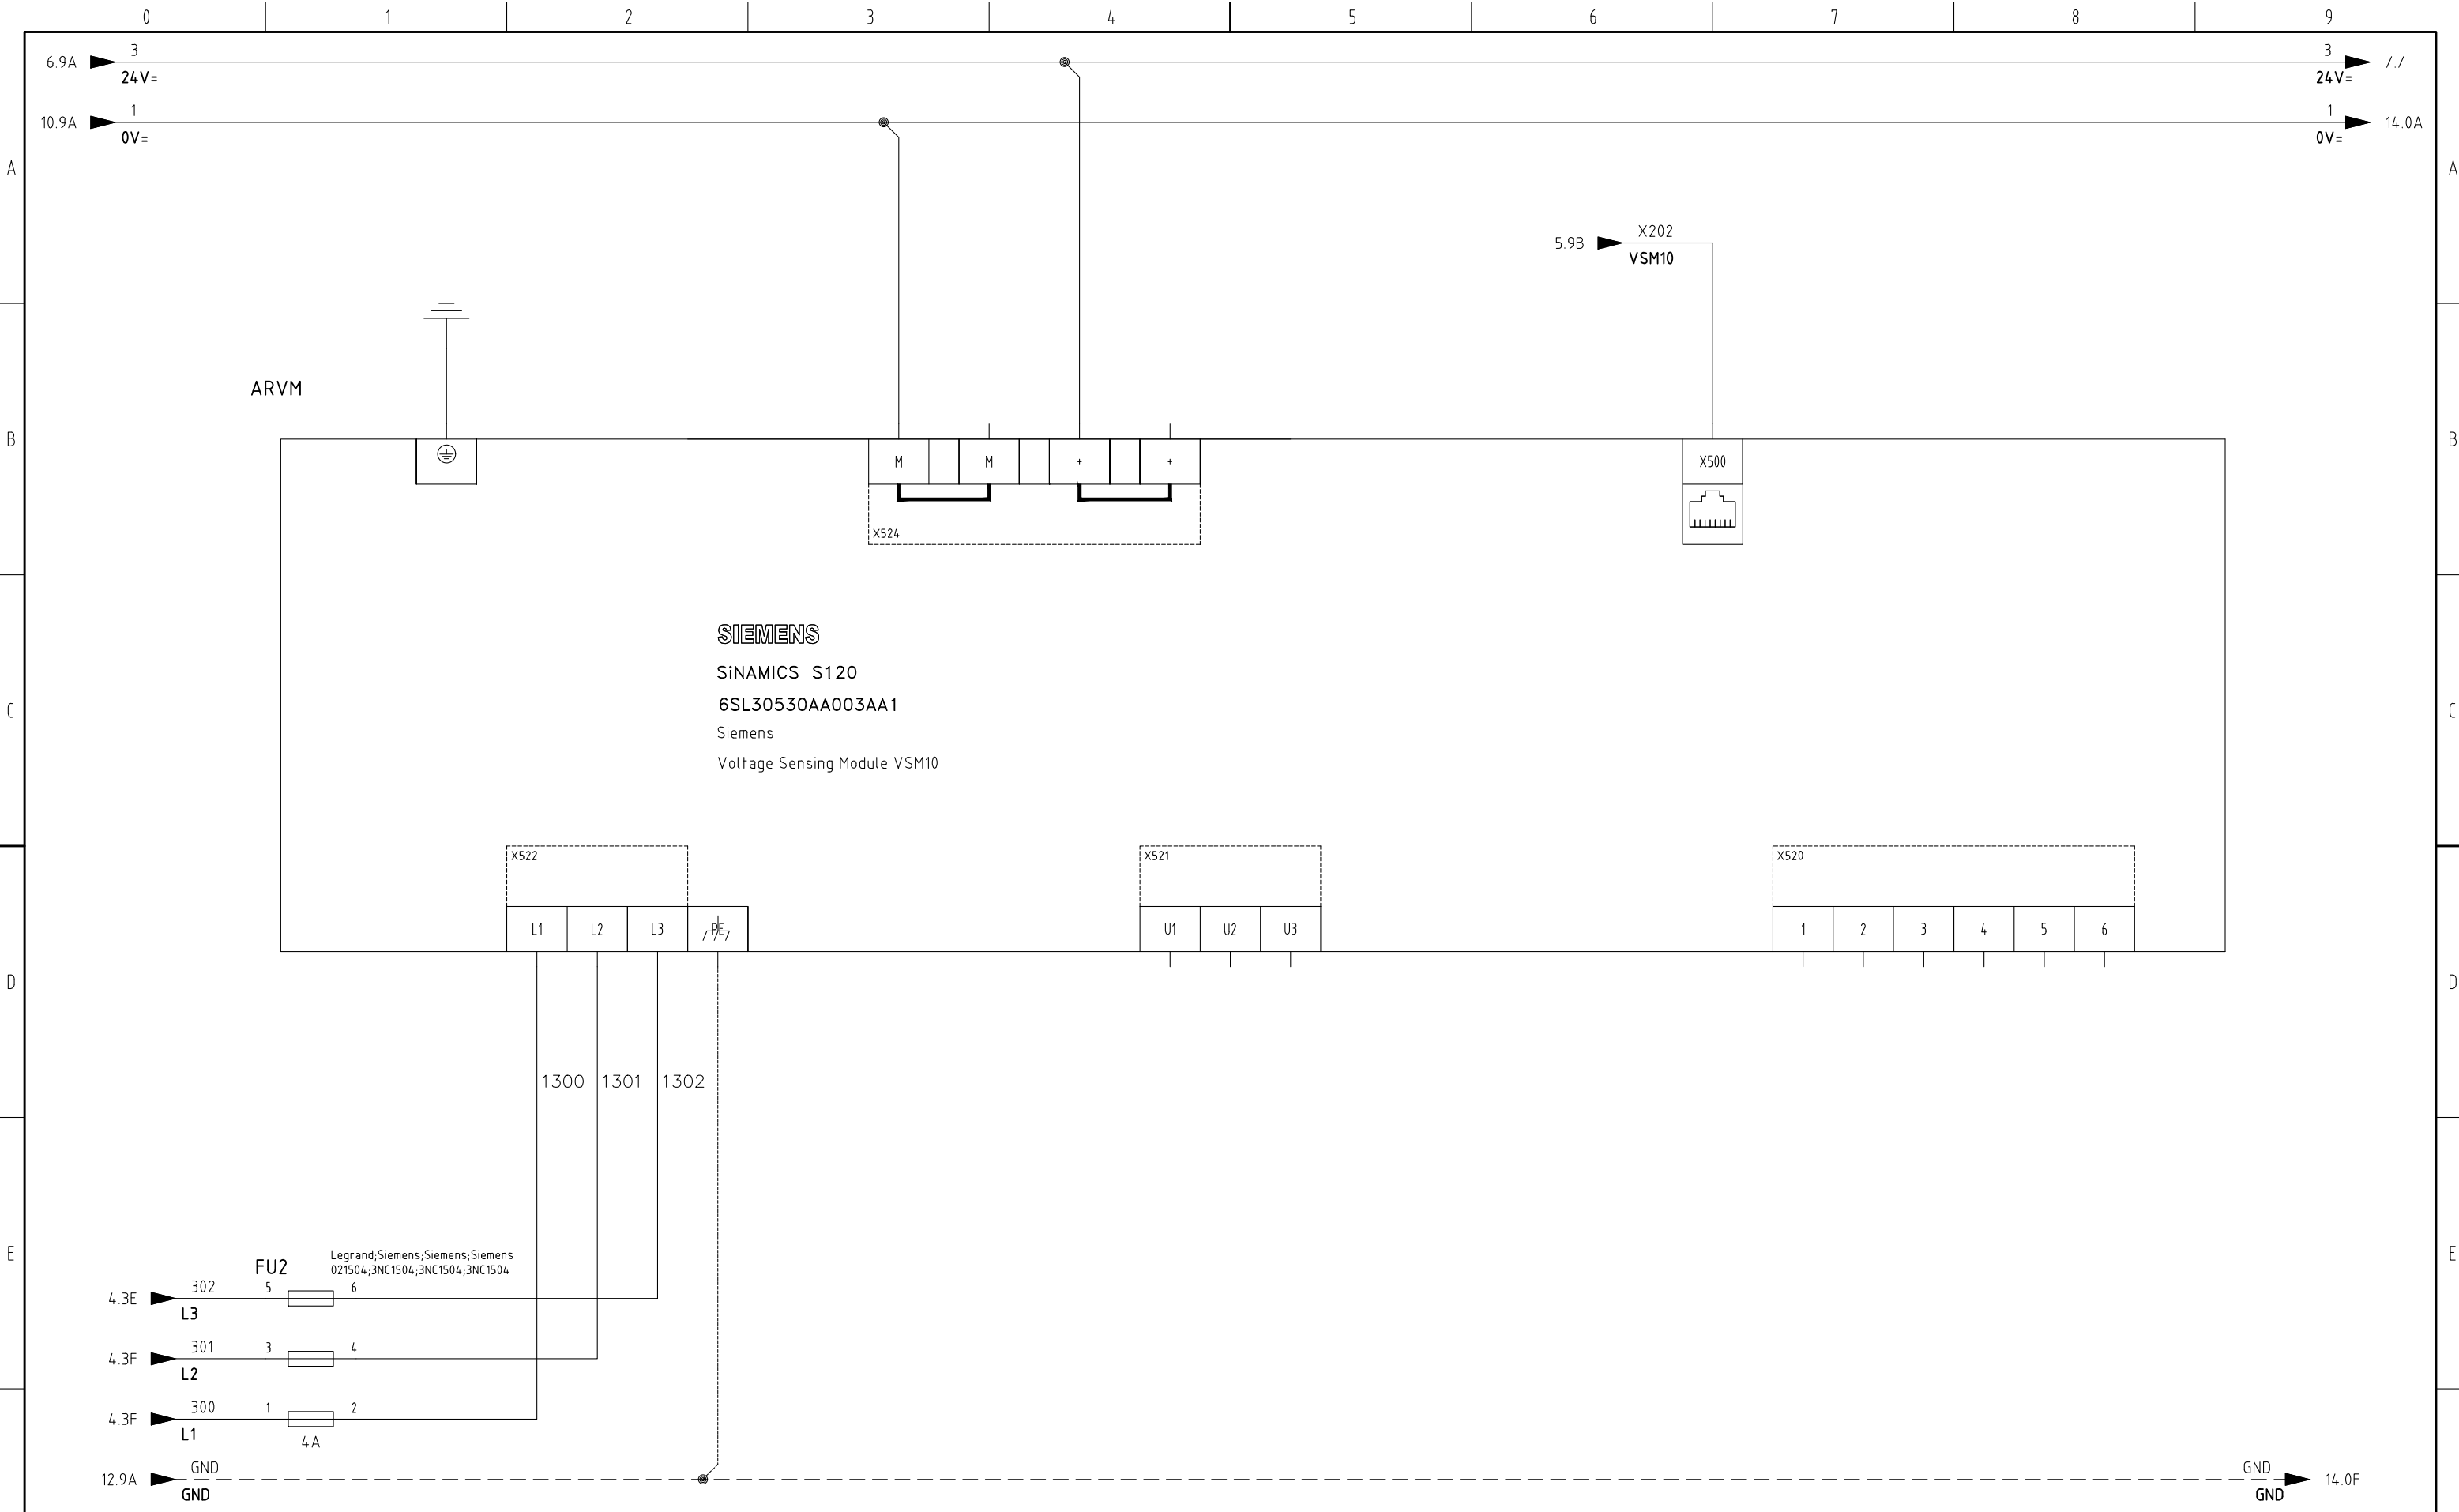 0 1 2 3 4 5 6 7 8 9
6.9A 3 3 /./
24V= 24V=
10.9A 1 1 14.0A
0V= 0V=
A A
5.9B X202
VSM10
ARVM
B B
M M + + X500
X524
SIEMENS
SiNAMICS S120
6SL30530AA003AA1
C C
Siemens
Voltage Sensing Module VSM10
X522 X521 X520
L1 L2 L3 PE U1 U2 U3 1 2 3 4 5 6
D D
1300 1301 1302
E E
FU2 Legrand;Siemens;Siemens;Siemens
021504;3NC1504;3NC1504;3NC1504
4.3E 302 5 6
L3
4.3F 301 3 4
L2
4.3F 300 1 2
L1
4A
12.9A GND GND 14.0F
GND GND